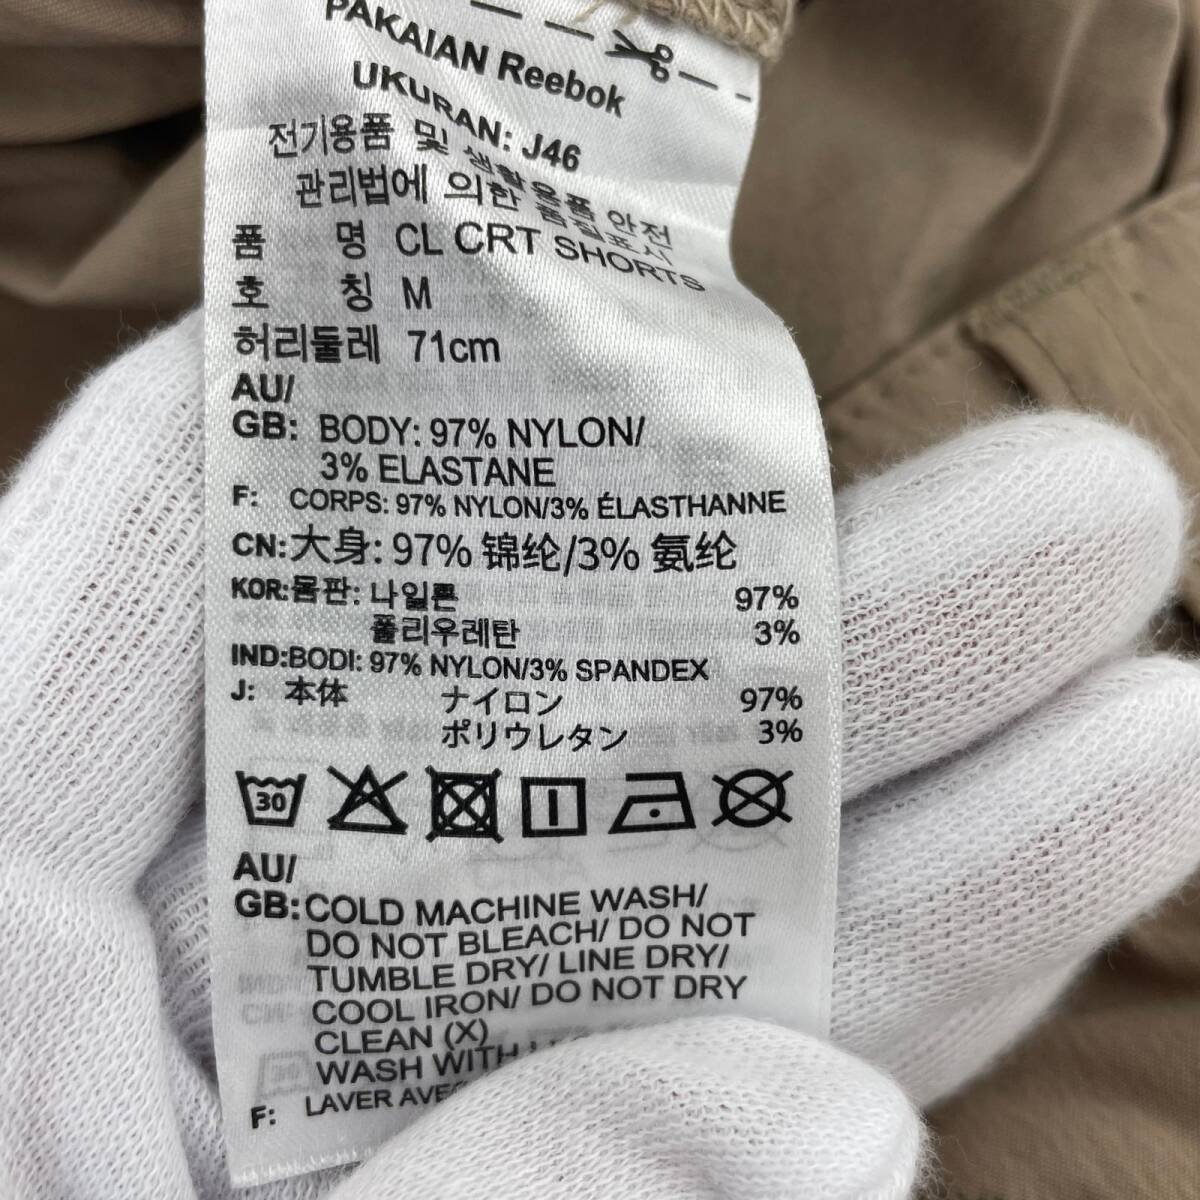 PAKAIAN Reebok
UKURAN: J46
전기용품 및 생활용품 안전
관리법에 의한 품질표시
품 명 CL CRT SHORTS
호 칭 M
허리둘레 71cm
AU/
GB: BODY: 97% NYLON/
3% ELASTANE
F: CORPS: 97% NYLON/3% ÉLASTHANNE
CN:大身: 97% 锦纶/3% 氨纶
KOR:몸판: 나일론 97%
폴리우레탄 3%
IND:BODI: 97% NYLON/3% SPANDEX
J: 本体 ナイロン 97%
ポリウレタン 3%
30
AU/
GB:COLD MACHINE WASH/
DO NOT BLEACH/ DO NOT
TUMBLE DRY/ LINE DRY/
COOL IRON/ DO NOT DRY
CLEAN (X)
WASH WITH
F: LAVER